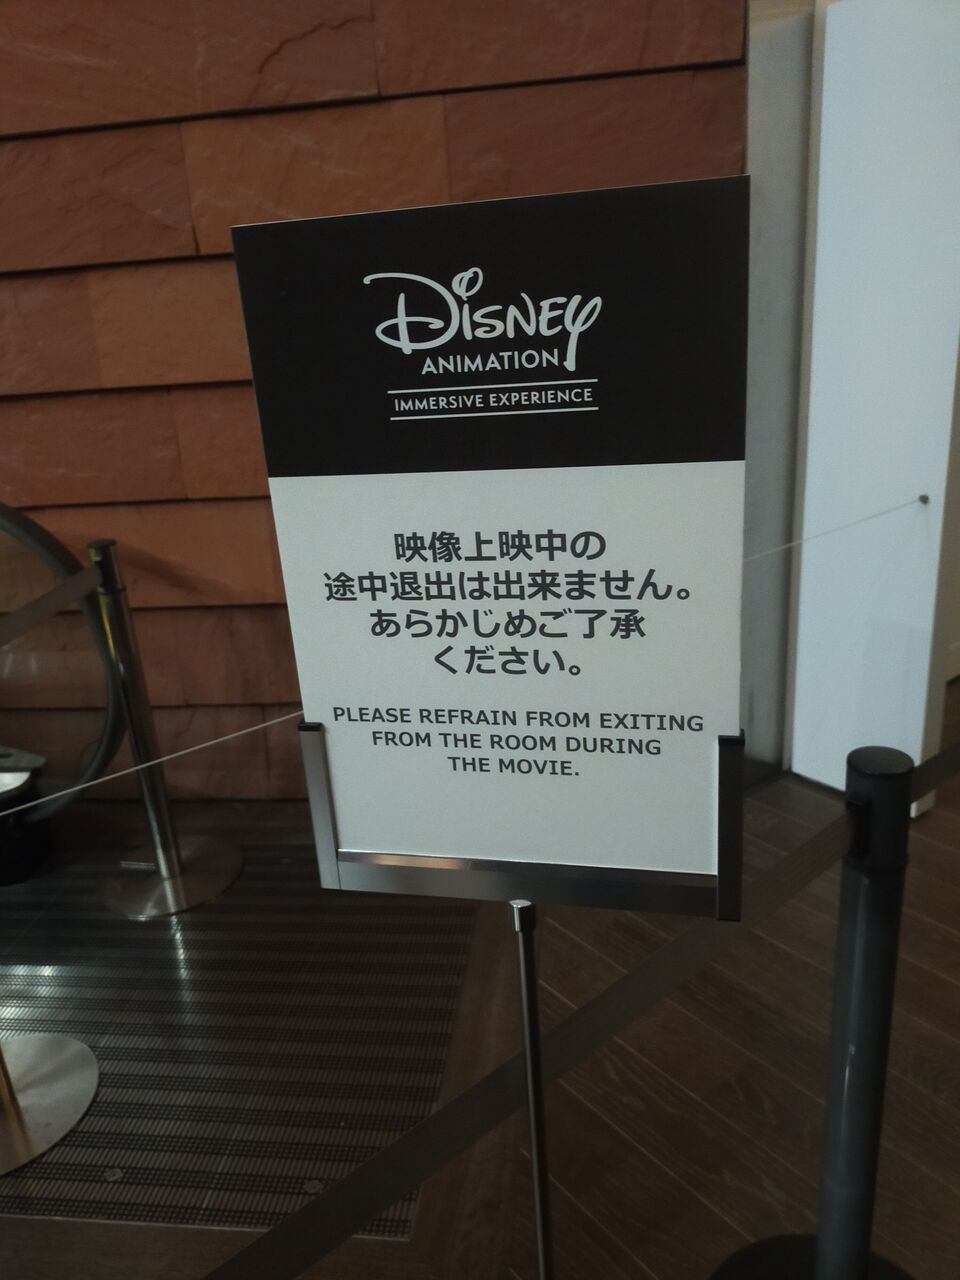 Disney
ANIMATION
IMMERSIVE EXPERIENCE
映像上映中の
途中退出は出来ません。
あらかじめご了承
ください。
PLEASE REFRAIN FROM EXITING
FROM THE ROOM DURING
THE MOVIE.